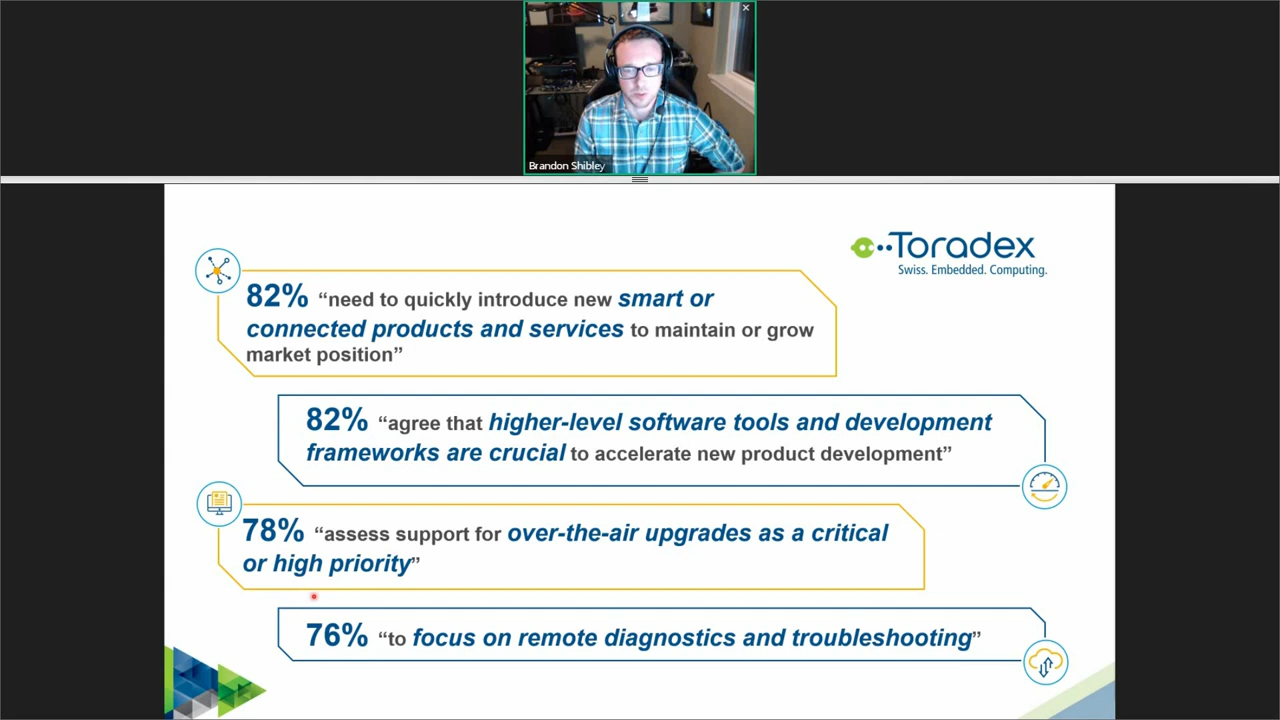 Brandon Shibley
Toradex
Swiss. Embedded. Computing.
82% “need to quickly introduce new smart or
connected products and services to maintain or grow
market position”
82% “agree that higher-level software tools and development
frameworks are crucial to accelerate new product development”
78% “assess support for over-the-air upgrades as a critical
or high priority”
76% “to focus on remote diagnostics and troubleshooting”